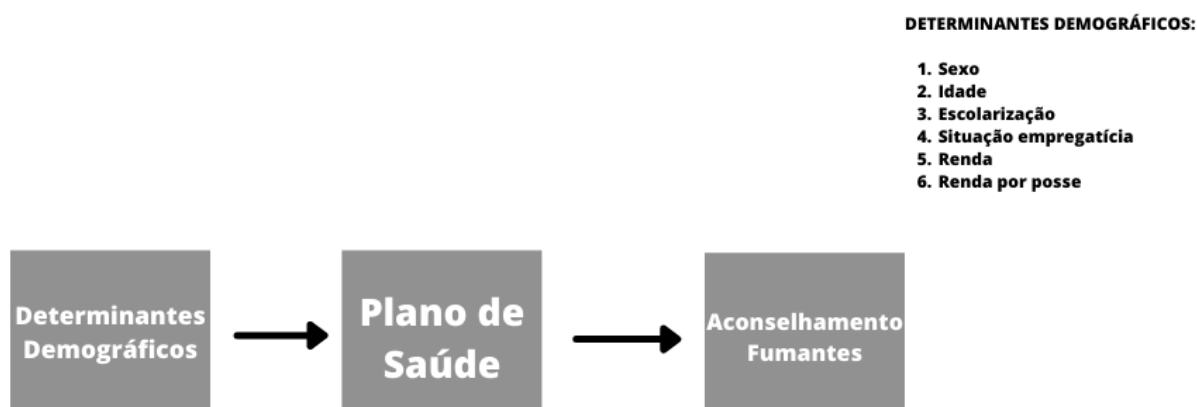 DETERMINANTES DEMOGRÁFICOS:
1. Sexo
2. Idade
3. Escolarização
4. Situação empregatícia
5. Renda
6. Renda por posse
Determinantes
Demográficos
Plano de
Saúde
Aconselhamento
Fumantes